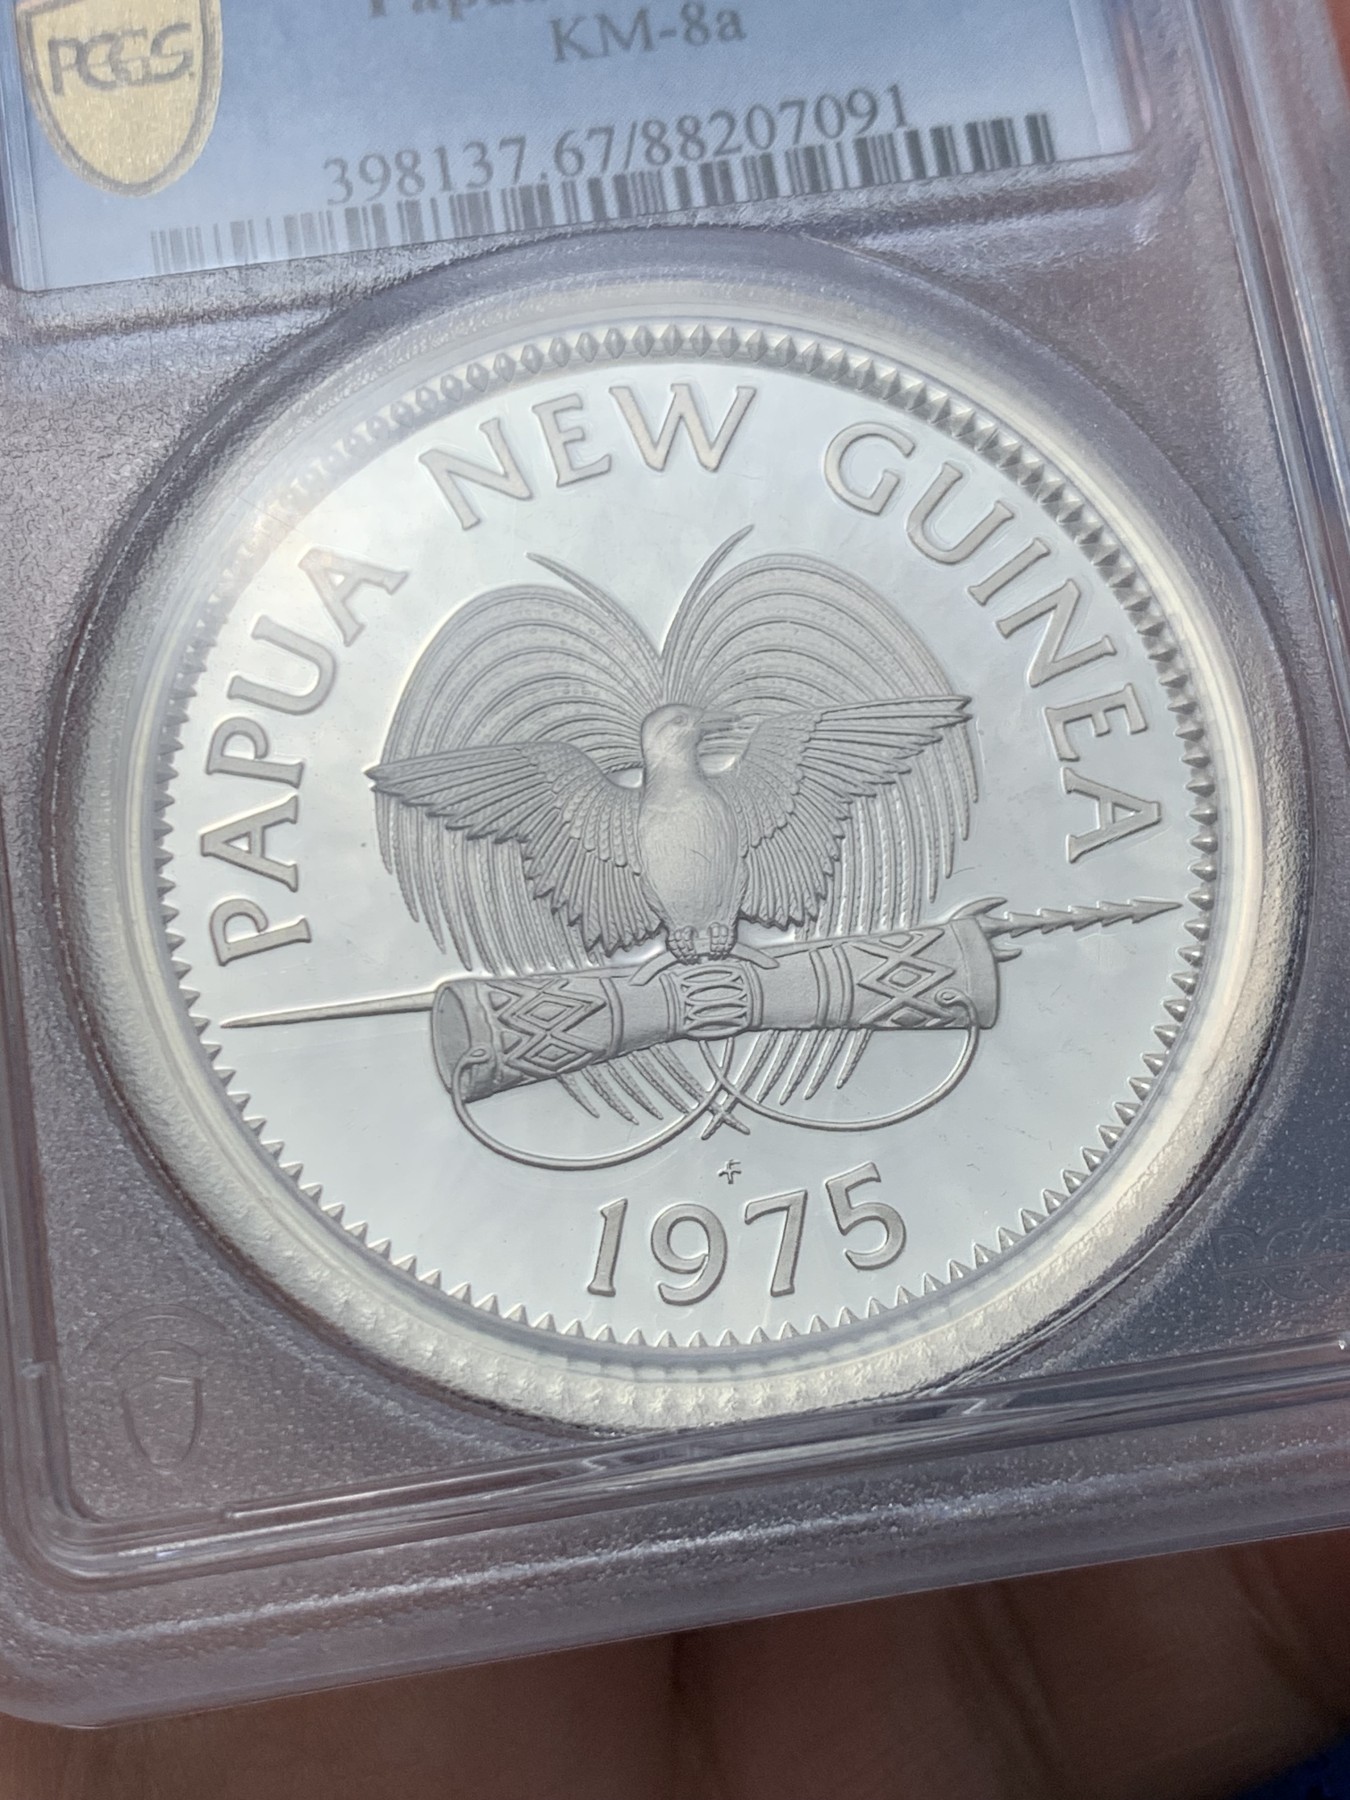 PCGS
KM-8a
398137.67/88207091
PAPUA NEW GUINEA
1975